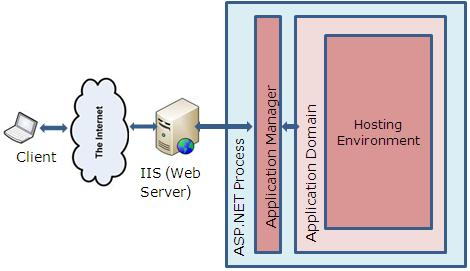 Client
The Internet
IIS (Web
Server)
ASP.NET Process
Application Manager
Application Domain
Hosting
Environment